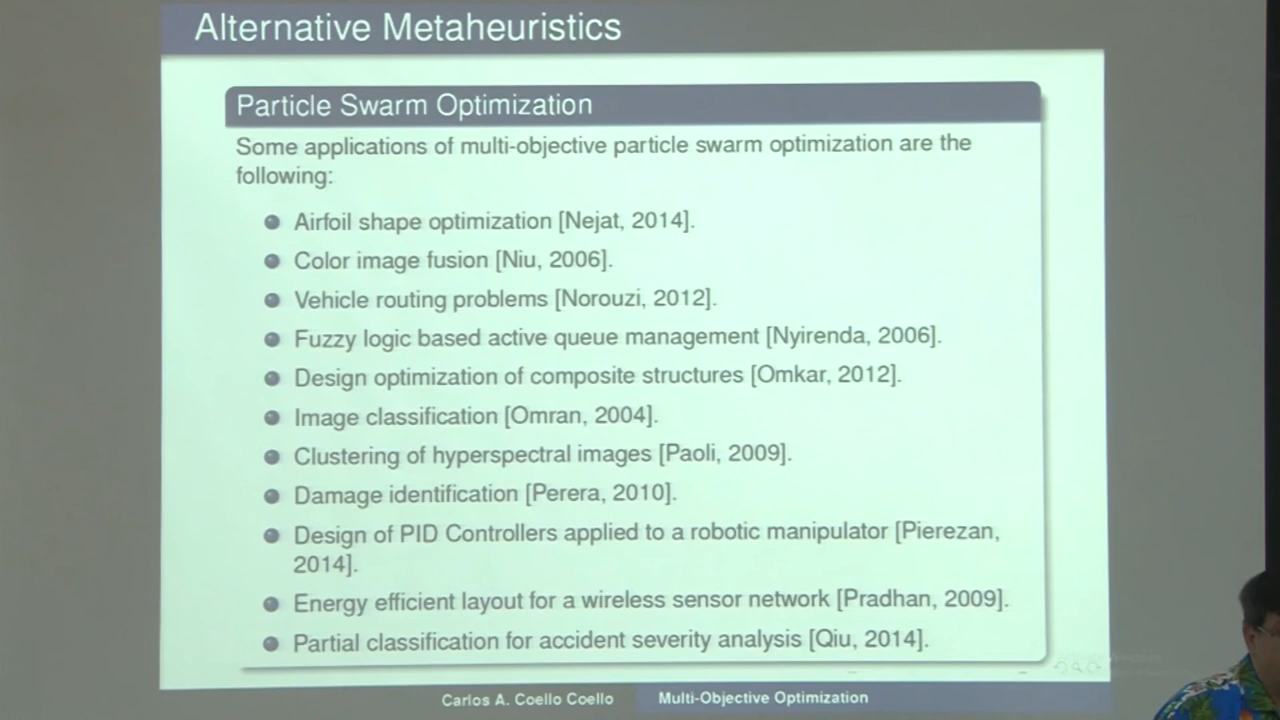 Alternative Metaheuristics
Particle Swarm Optimization
Some applications of multi-objective particle swarm optimization are the
following:
Airfoil shape optimization [Nejat, 2014].
Color image fusion [Niu, 2006].
Vehicle routing problems [Norouzi, 2012].
Fuzzy logic based active queue management [Nyirenda, 2006].
Design optimization of composite structures [Omkar, 2012].
Image classification [Omran, 2004].
Clustering of hyperspectral images [Paoli, 2009].
Damage identification [Perera, 2010].
Design of PID Controllers applied to a robotic manipulator [Pierezan,
2014].
Energy efficient layout for a wireless sensor network [Pradhan, 2009].
Partial classification for accident severity analysis [Qiu, 2014].
Carlos A. Coello Coello Multi-Objective Optimization